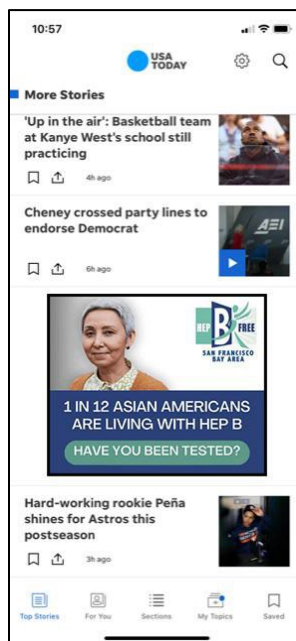 10:57
USA
TODAY
More Stories
'Up in the air': Basketball team
at Kanye West's school still
practicing
4h ago
Cheney crossed party lines to
endorse Democrat
AEI
6h ago
HEP B FREE
SAN FRANCISCO
BAY AREA
1 IN 12 ASIAN AMERICANS
ARE LIVING WITH HEP B
HAVE YOU BEEN TESTED?
Hard-working rookie Peña
shines for Astros this
postseason
3h ago
Top Stories
For You
Sections
My Topics
Saved